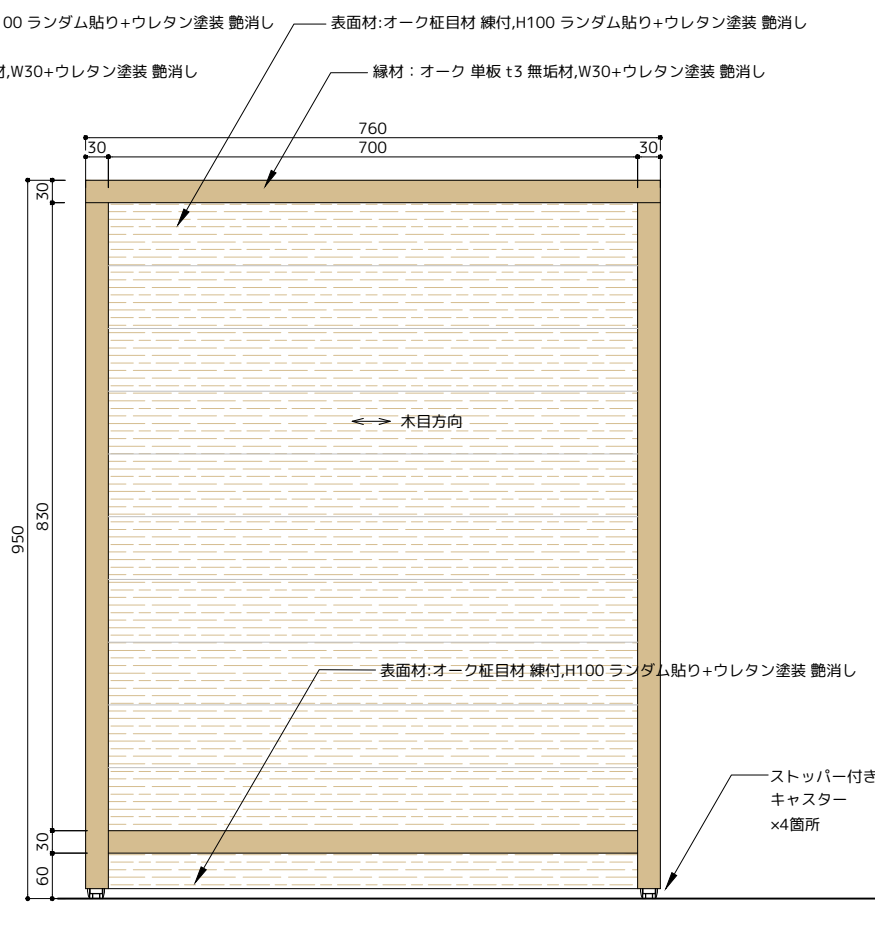 00 ランダム貼り+ウレタン塗装 艶消し
表面材:オーク柾目材 練付,H100 ランダム貼り+ウレタン塗装 艶消し
材,W30+ウレタン塗装 艶消し
縁材：オーク 単板 t3 無垢材,W30+ウレタン塗装 艶消し
760
30
700
30
30
木目方向
830
950
表面材:オーク柾目材 練付,H100 ランダム貼り+ウレタン塗装 艶消し
ストッパー付き
キャスター
×4箇所
30
60